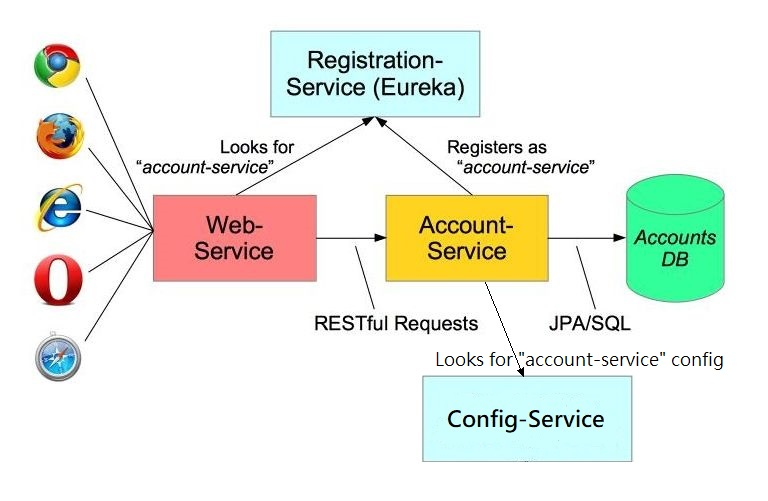 Registration-
Service (Eureka)
Looks for
“account-service”
Registers as
“account-service”
Web-
Service
Account-
Service
Accounts
DB
RESTful Requests
JPA/SQL
Looks for "account-service" config
Config-Service